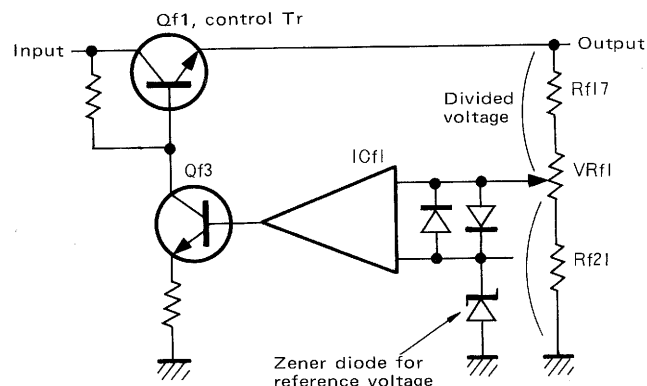 Qf1, control Tr
Input
Output
Divided
voltage
Rf17
ICf1
VRf1
Qf3
Rf21
Zener diode for
reference voltage